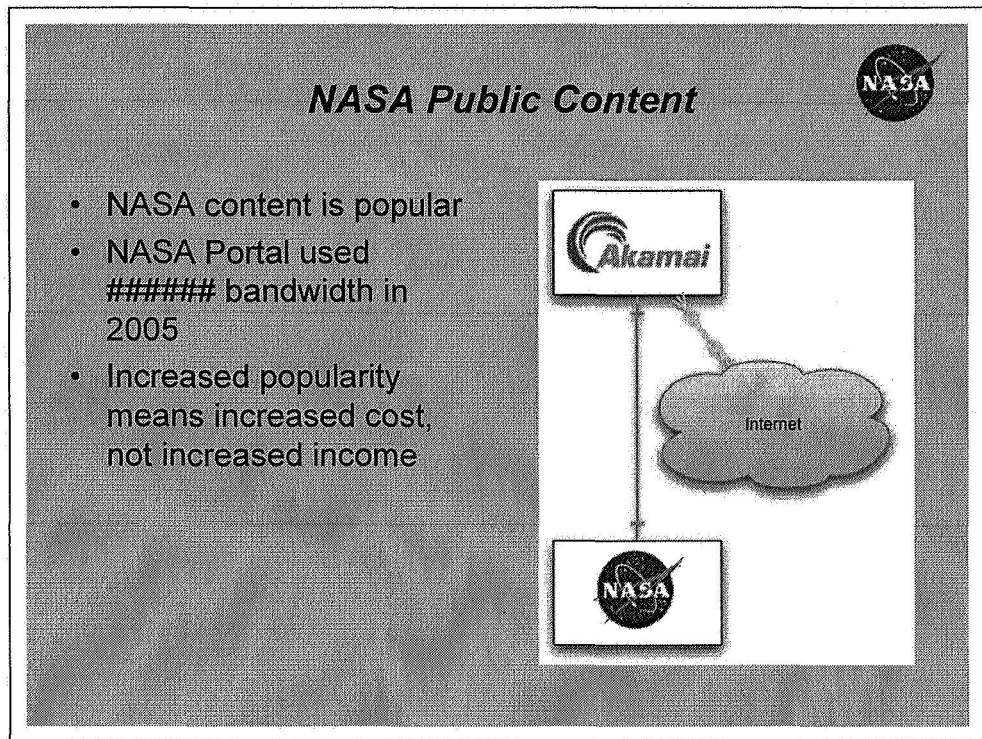 NASA Public Content
NASA
• NASA content is popular
• NASA Portal used
###### bandwidth in
2005
• Increased popularity
means increased cost,
not increased income
Akamai
Internet
NASA